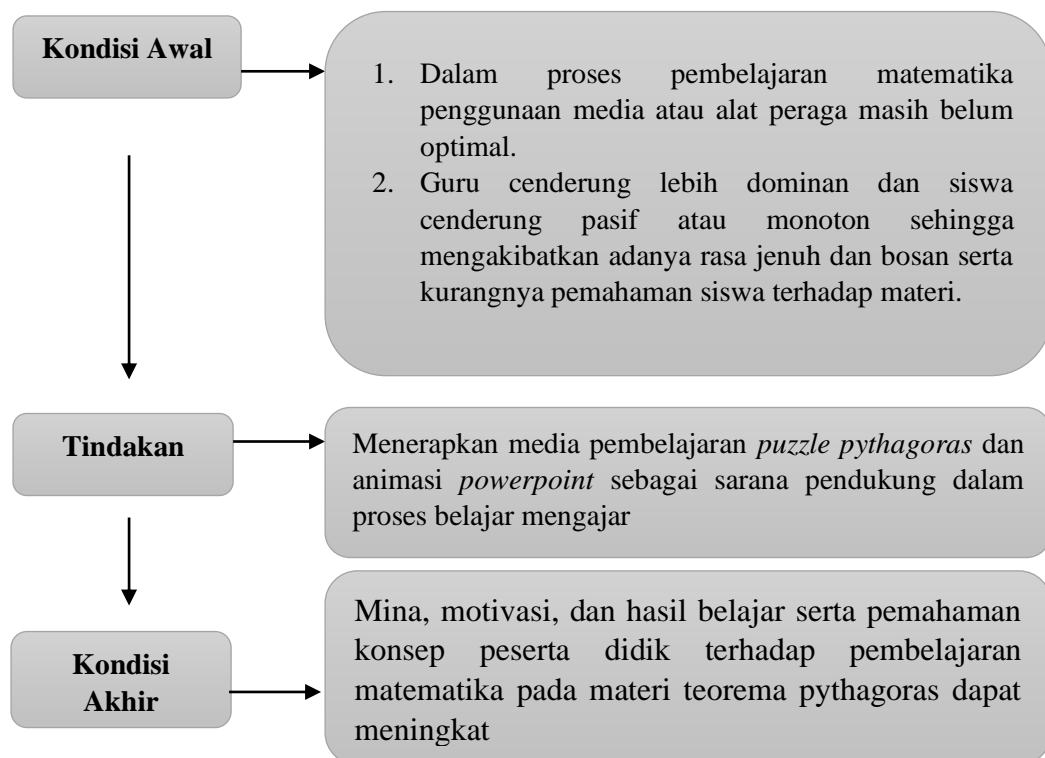 Kondisi Awal
1. Dalam proses pembelajaran matematika
penggunaan media atau alat peraga masih belum
optimal.
2. Guru cenderung lebih dominan dan siswa
cenderung pasif atau monoton sehingga
mengakibatkan adanya rasa jenuh dan bosan serta
kurangnya pemahaman siswa terhadap materi.
Tindakan
Menerapkan media pembelajaran puzzle pythagoras dan
animasi powerpoint sebagai sarana pendukung dalam
proses belajar mengajar
Kondisi
Akhir
Mina, motivasi, dan hasil belajar serta pemahaman
konsep peserta didik terhadap pembelajaran
matematika pada materi teorema pythagoras dapat
meningkat